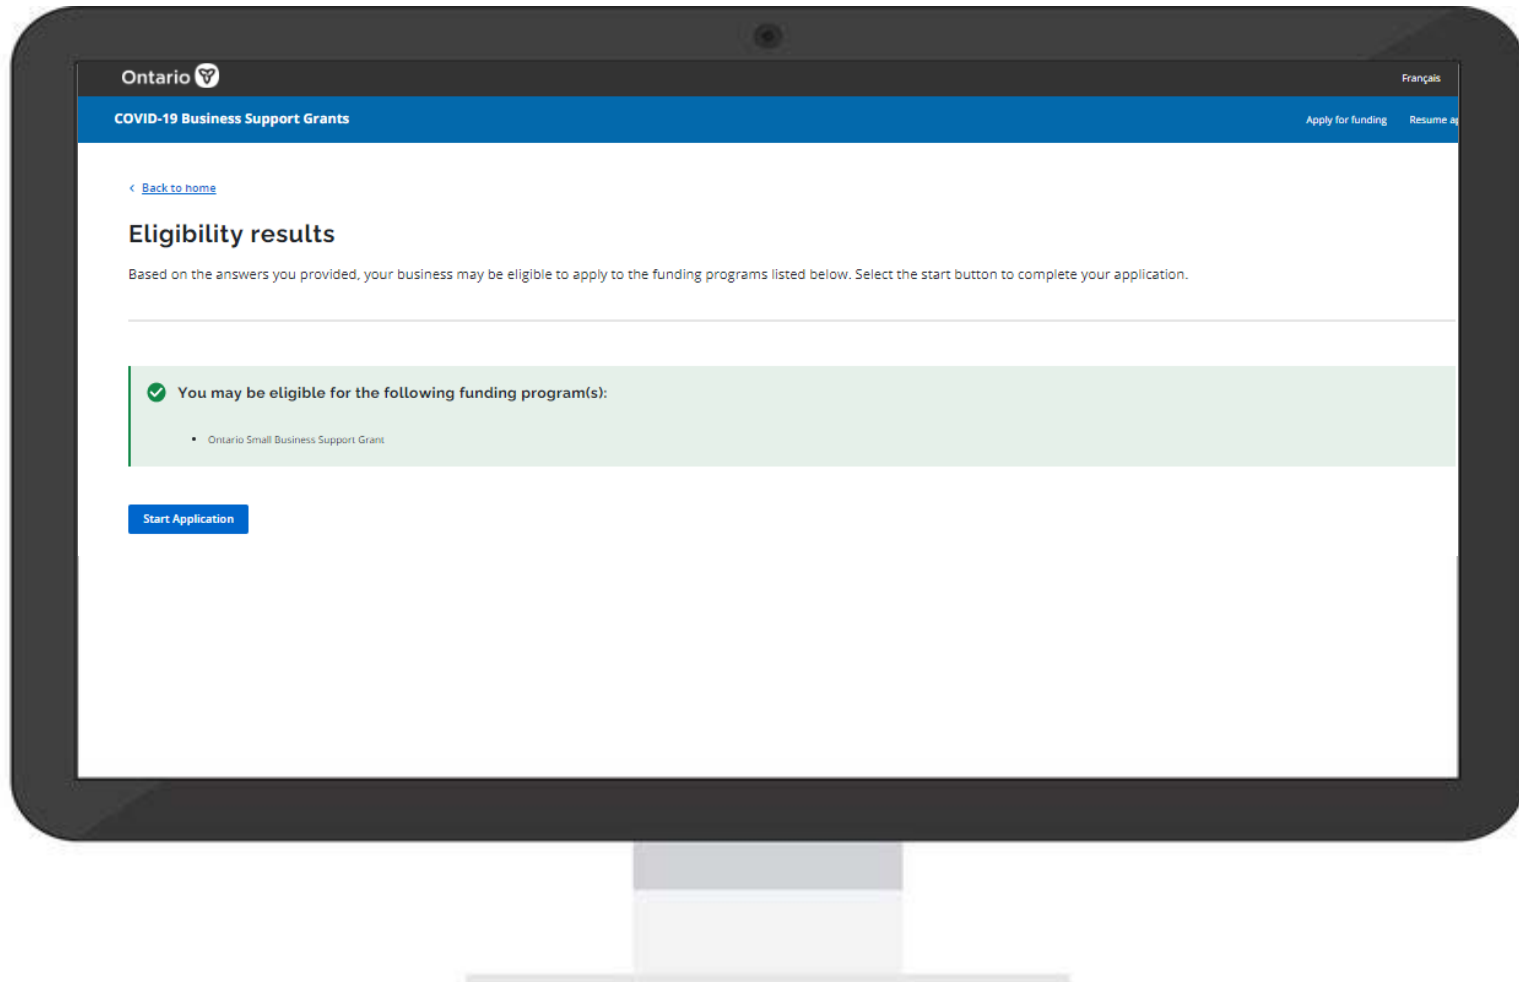 Ontario
Français
COVID-19 Business Support Grants
Apply for funding
Resume
< Back to home
Eligibility results
Based on the answers you provided, your business may be eligible to apply to the funding programs listed below. Select the start button to complete your application.
You may be eligible for the following funding program(s):
• Ontario Small Business Support Grant
Start Application